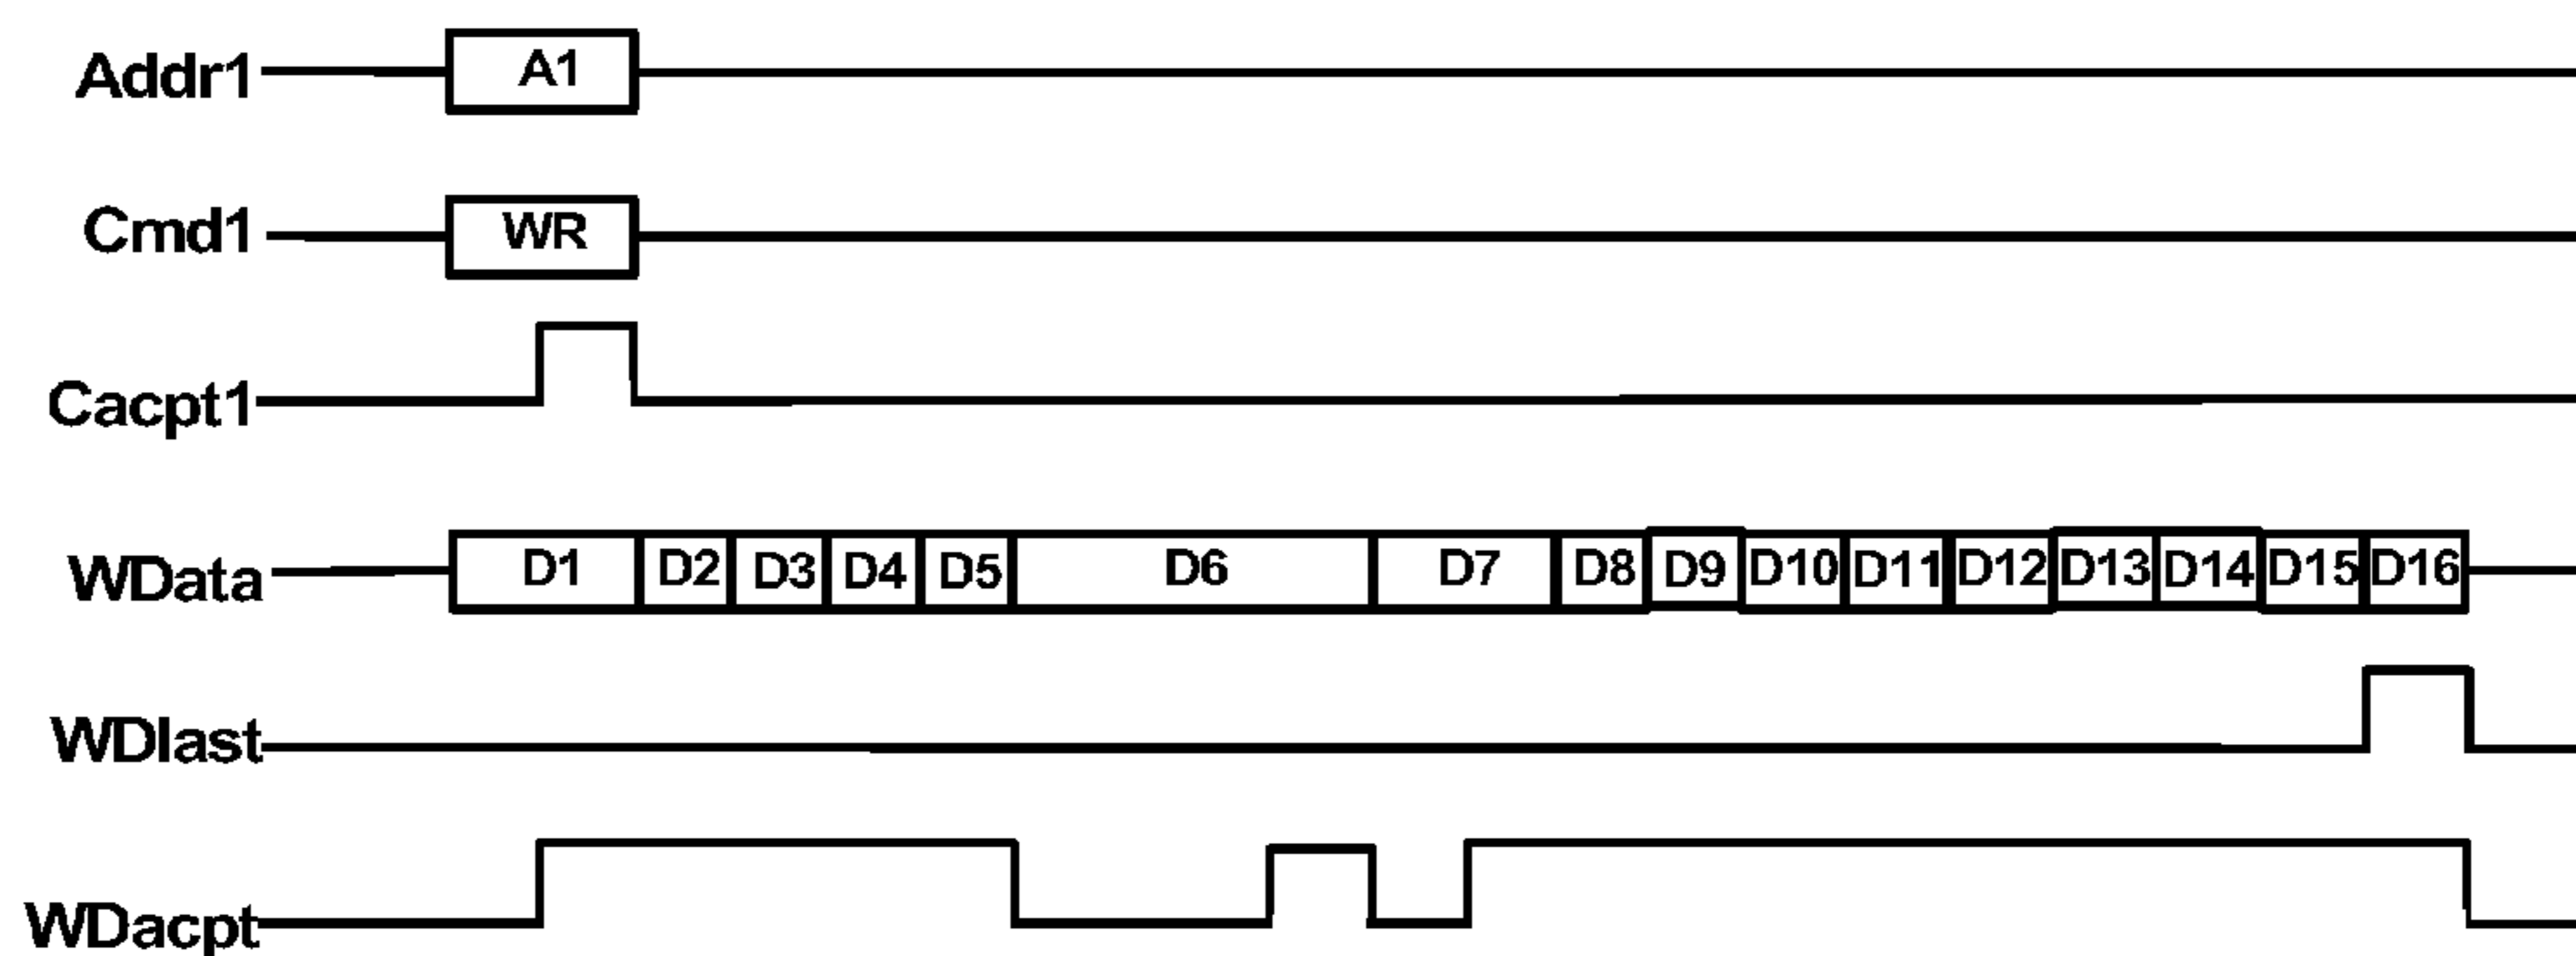 Addr1 A1
Cmd1 WR
Cacpt1
WData D1 D2 D3 D4 D5 D6 D7 D8 D9 D10 D11 D12 D13 D14 D15 D16
WDlast
WDacpt